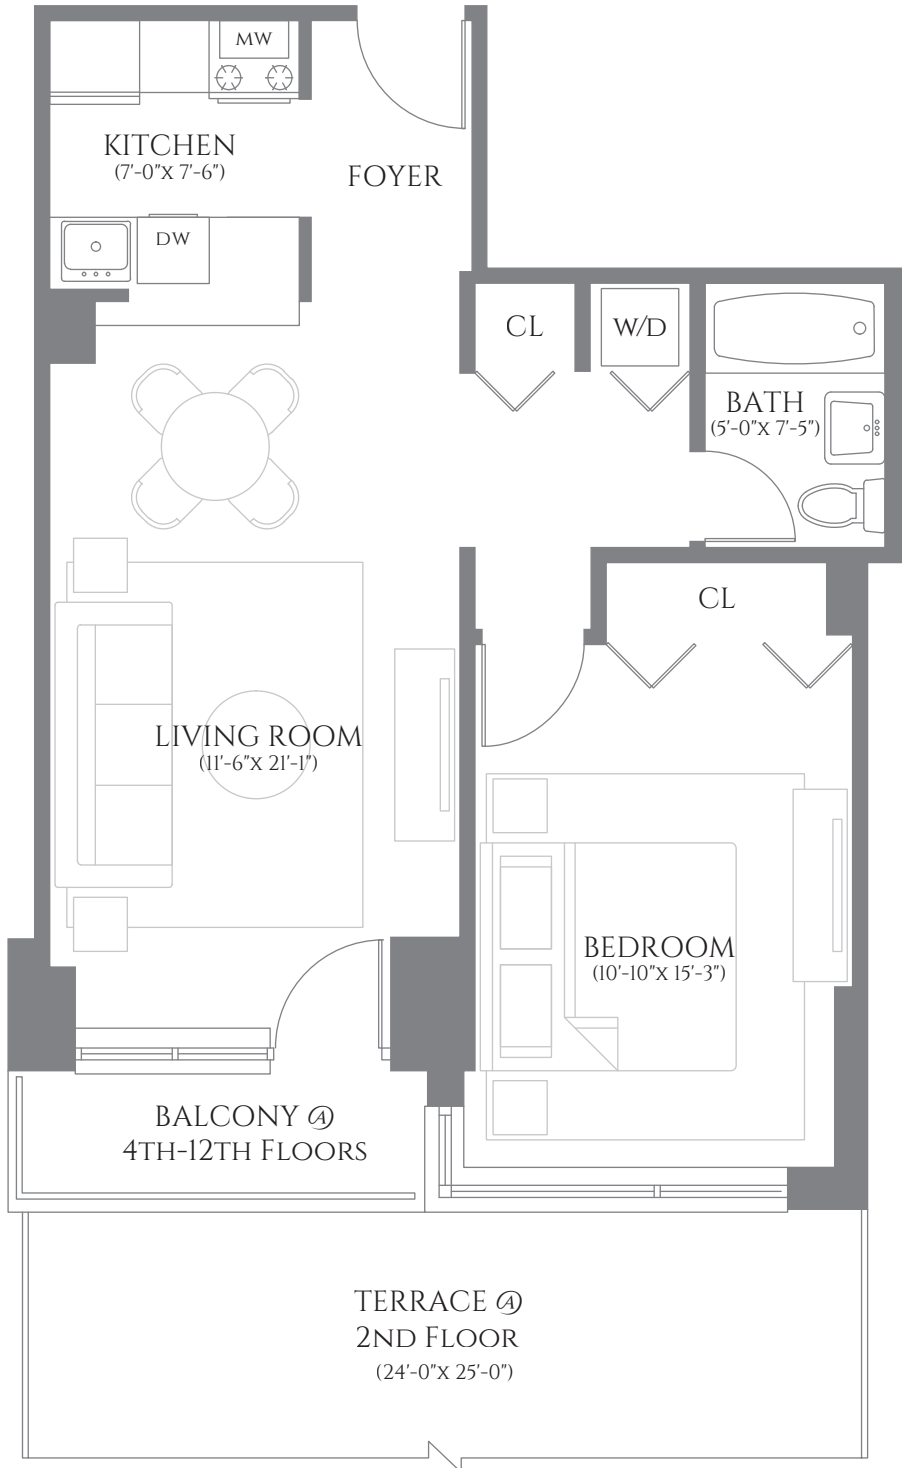 MW
KITCHEN
(7'-0"X 7'-6")
FOYER
DW
CL
W/D
BATH
(5'-0"X 7'-5")
CL
LIVING ROOM
(11'-6"X 21'-1")
BEDROOM
(10'-10"X 15'-3")
BALCONY @
4TH-12TH FLOORS
TERRACE @
2ND FLOOR
(24'-0"X 25'-0")